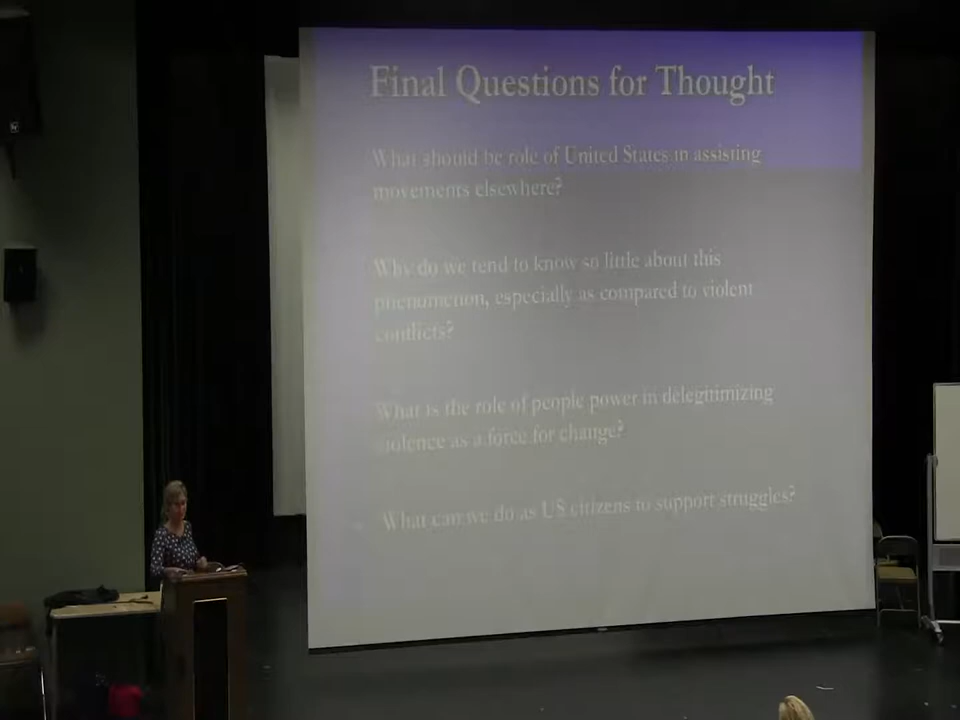 Final Questions for Thought
What should be role of United States in assisting
movements elsewhere?
Why do we tend to know so little about this
phenomenon, especially as compared to violent
conflicts?
What is the role of people power in delegitimizing
violence as a force for change?
What can we do as US citizens to support struggles?